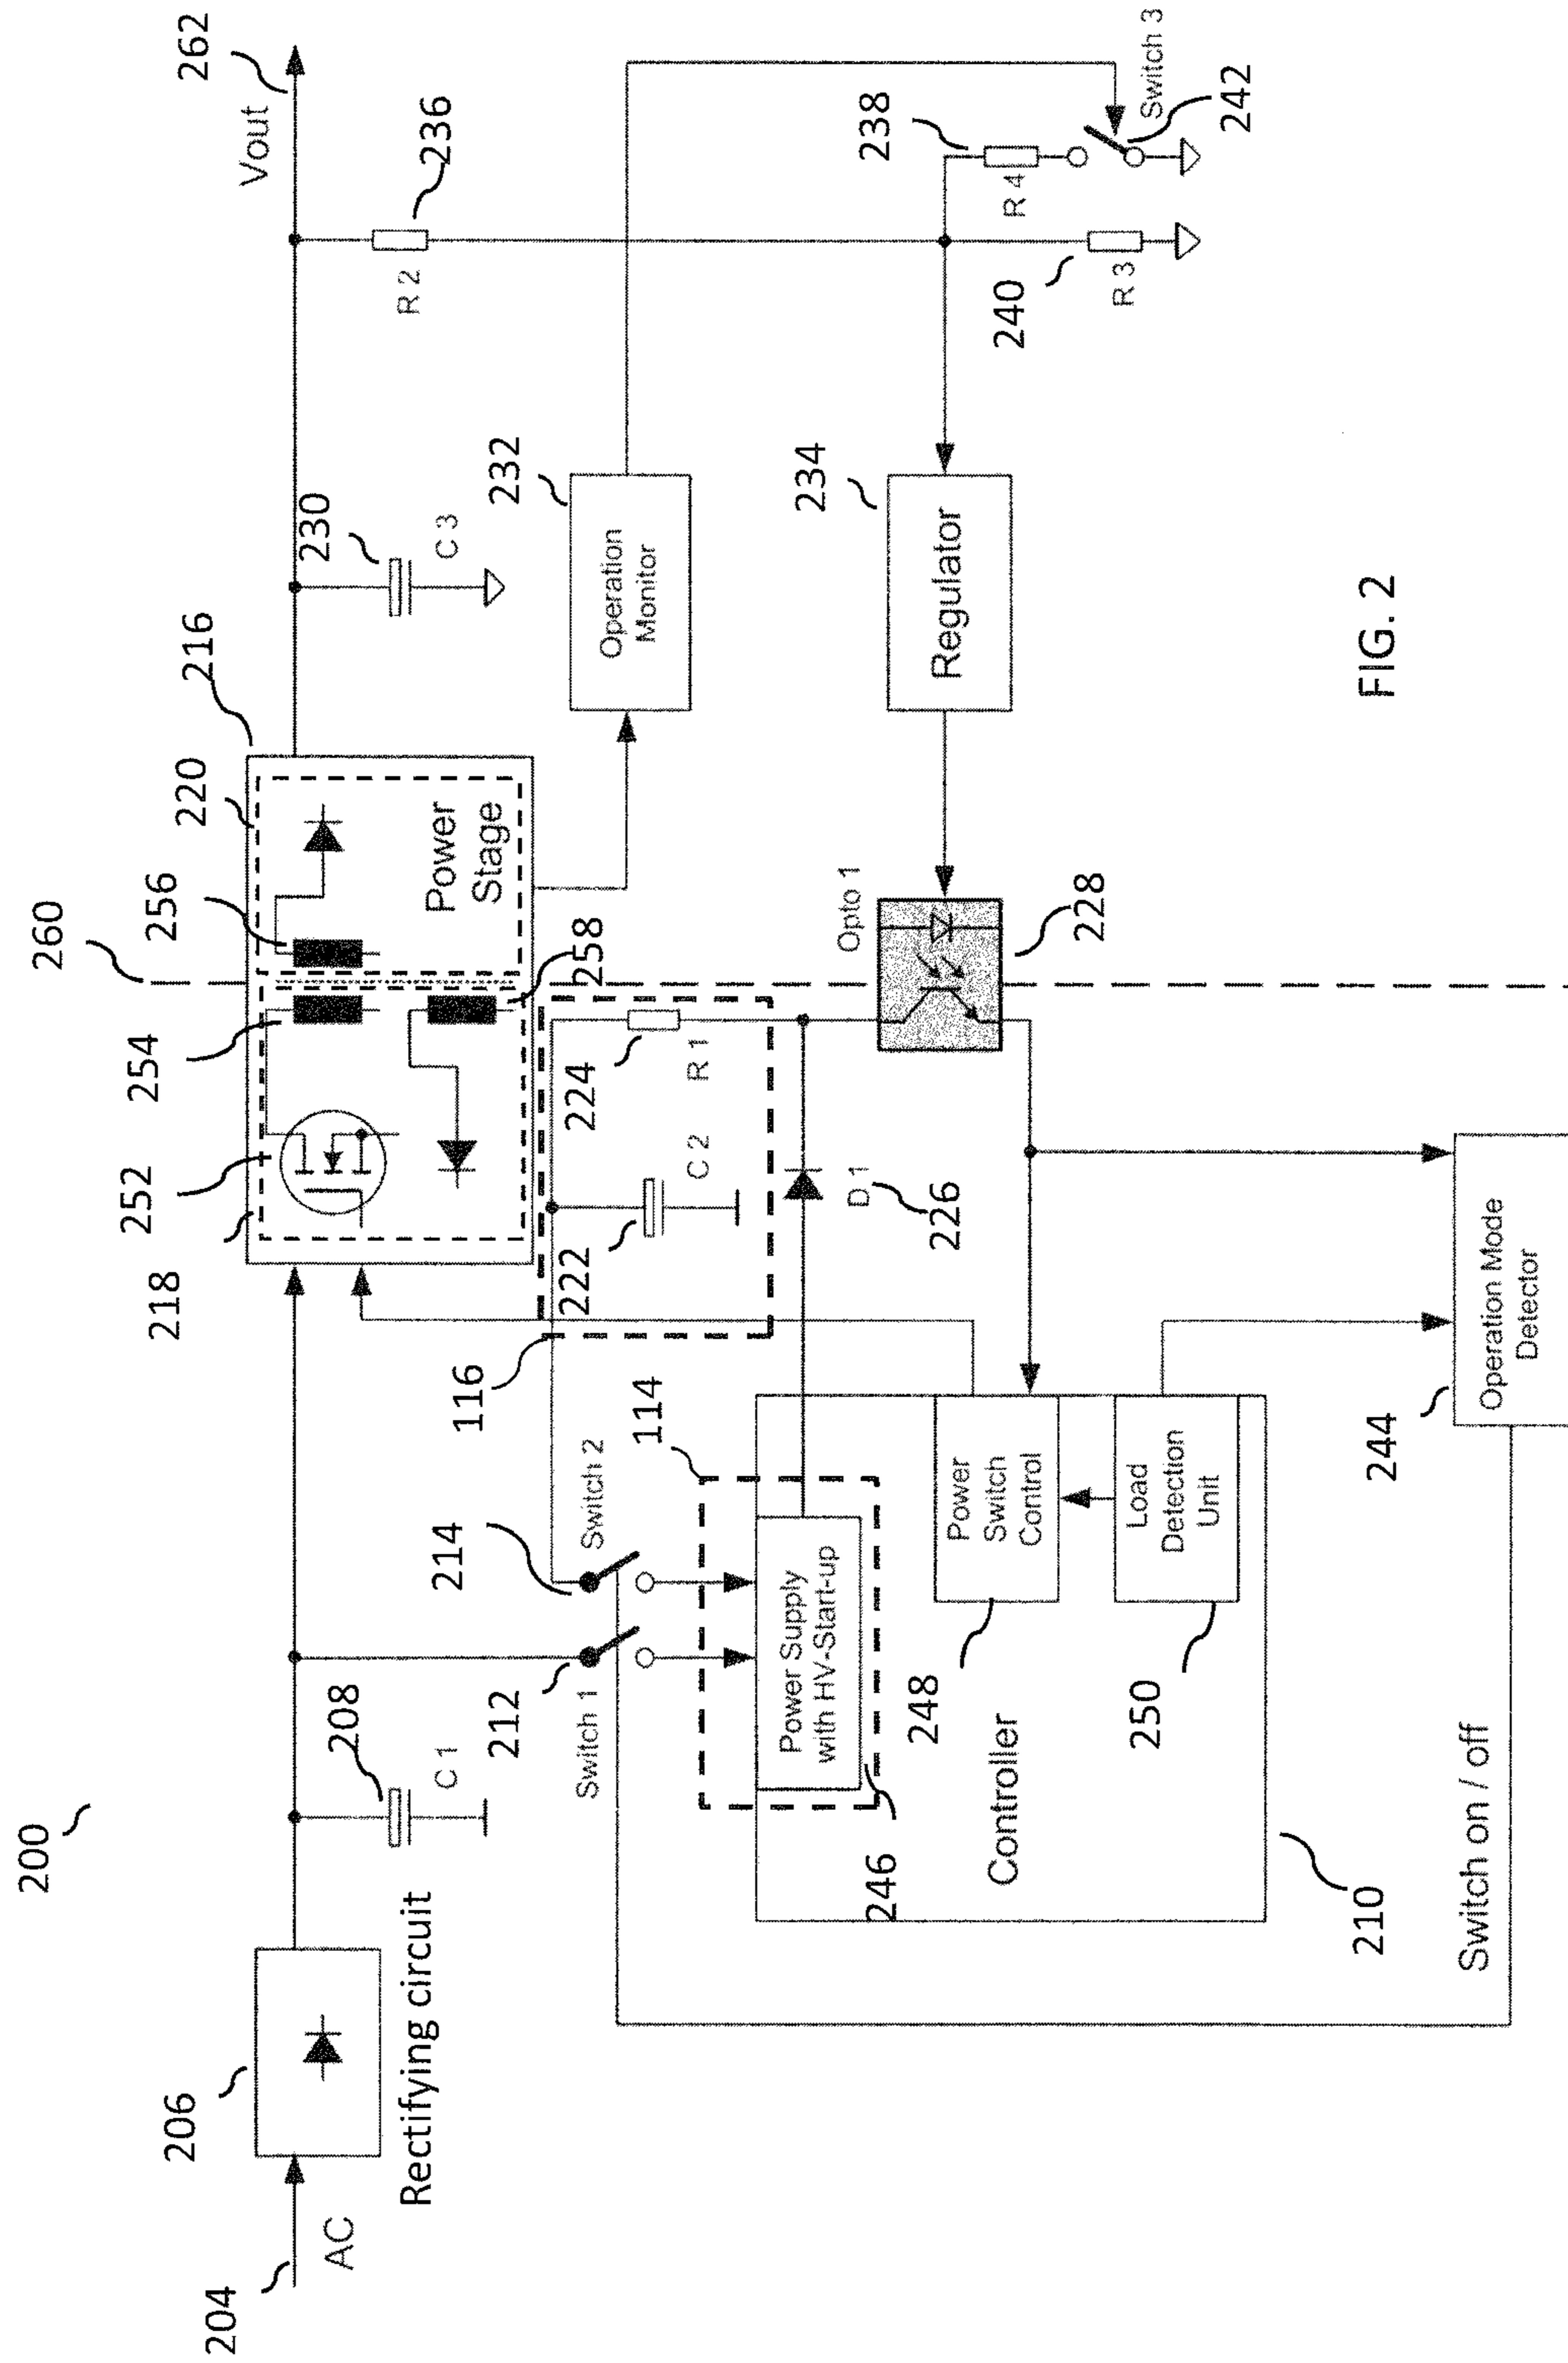 200
204
AC
206
Rectifying circuit
208
C 1
260
218
252
254
256
258
220
216
Power
Stage
230
C 3
Vout
262
R 2
236
212
Switch 1
214
Switch 2
116
222
C 2
224
R 1
114
Power Supply
with HV-Start-up
246
D 1
226
232
Operation
Monitor
Controller
210
248
Power
Switch
Control
250
Load
Detection
Unit
Opto 1
228
234
Regulator
238
R 4
240
R 3
Switch 3
242
244
Operation Mode
Detector
Switch on / off
FIG. 2